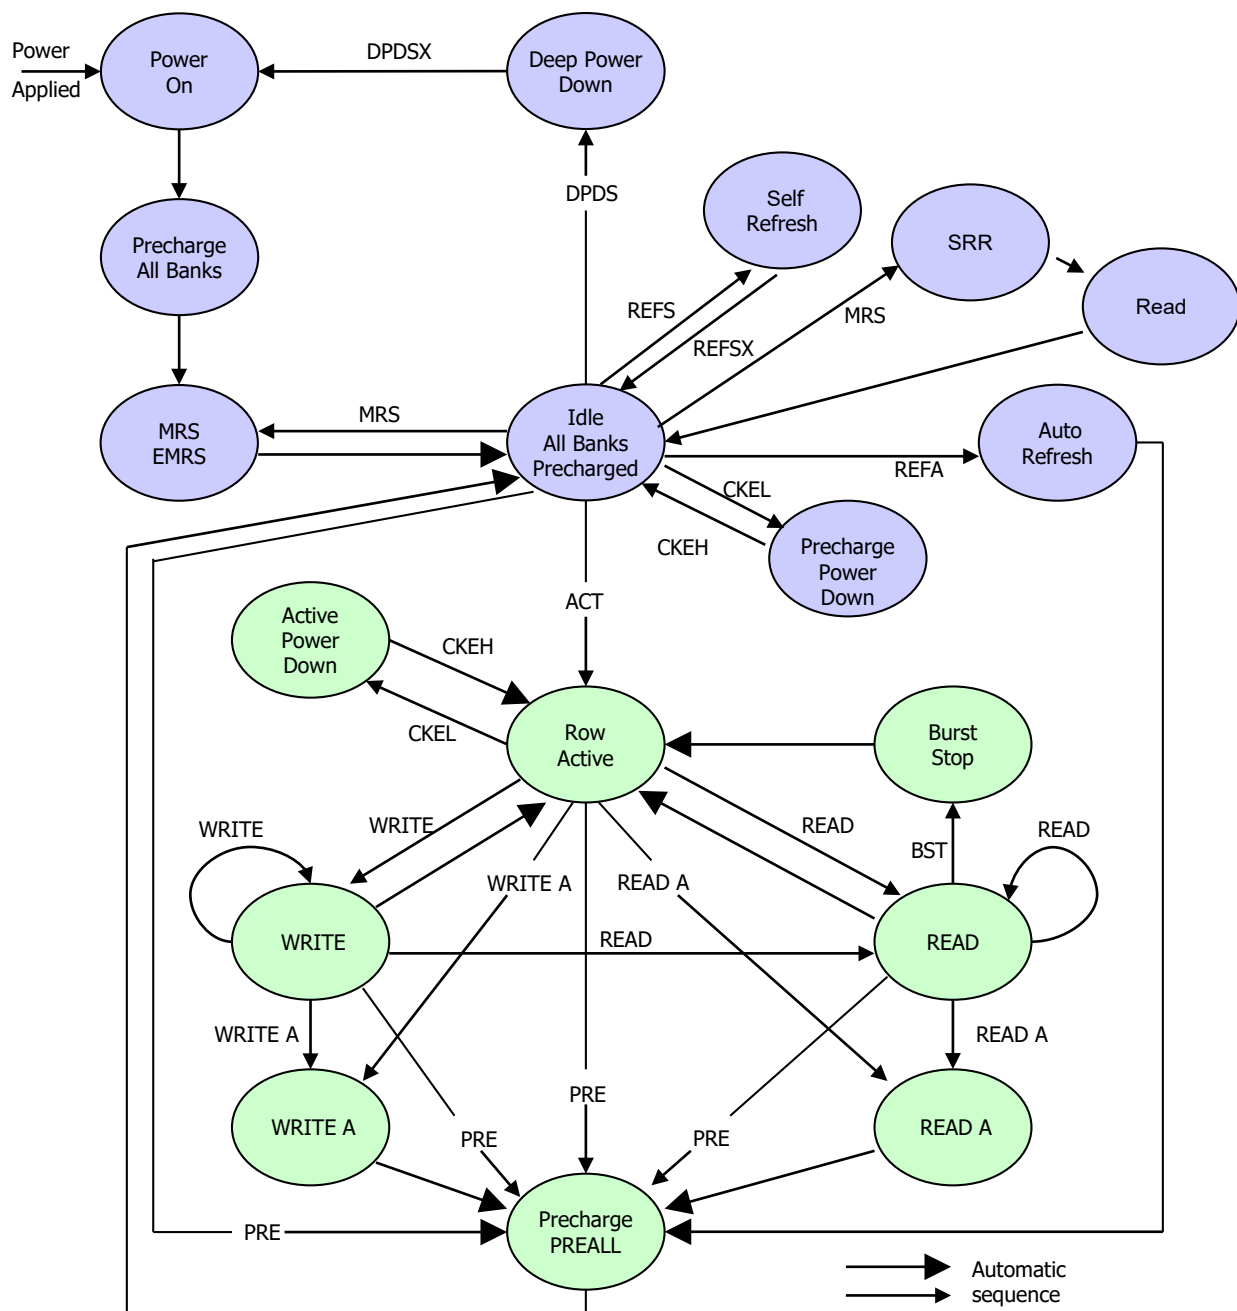 Power
Applied
Power
On
DPDSX
Deep Power
Down
DPDS
Self
Refresh
SRR
Precharge
All Banks
Read
REFS
MRS
REFSX
MRS
Idle
All Banks
Precharged
MRS
EMRS
Auto
Refresh
REFA
CKEL
CKEH
Precharge
Power
Down
ACT
Active
Power
Down
CKEH
CKEL
Row
Active
Burst
Stop
WRITE
WRITE
READ
BST
READ
WRITE A
READ A
WRITE
READ
READ
WRITE A
READ A
PRE
WRITE A
READ A
PRE
PRE
Precharge
PREALL
PRE
Automatic
sequence